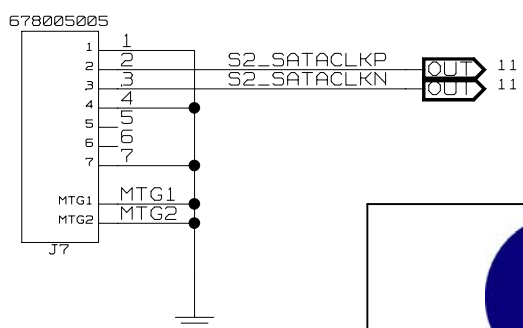 678005005
1 1
2 2 S2_SATACLKP OUT 11
3 3 S2_SATACLKN OUT 11
4 4
5 5
6 6
7 7
MTG1 MTG1
MTG2 MTG2
J7